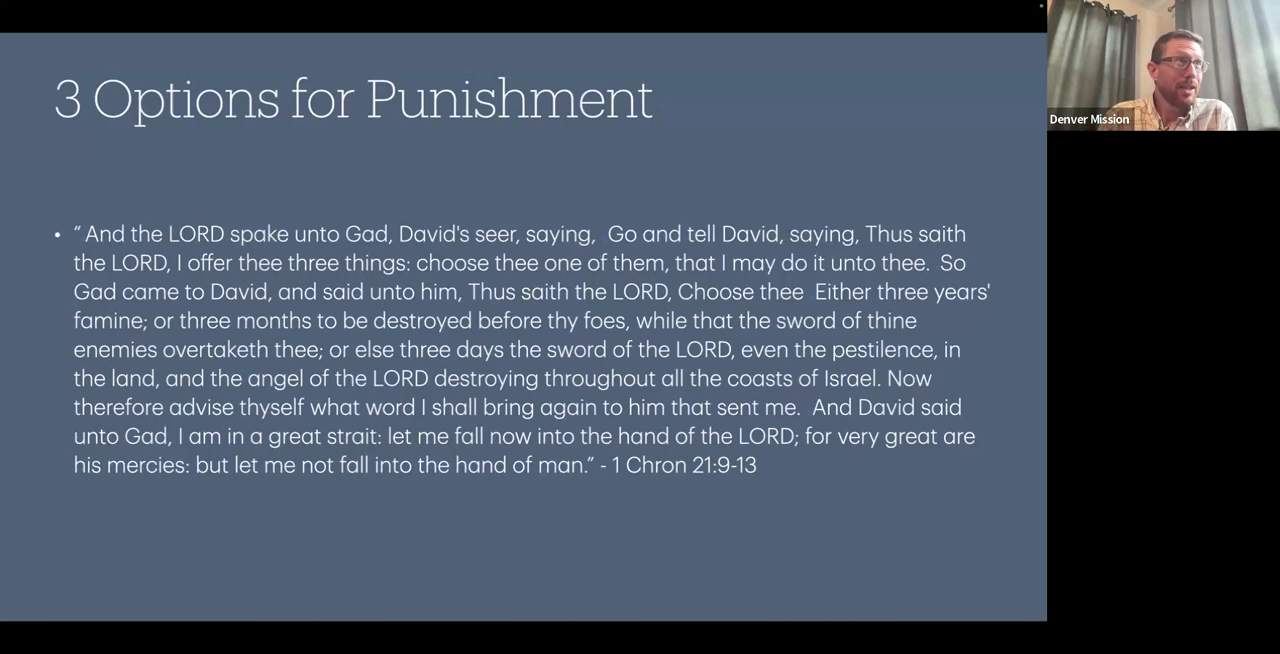 3 Options for Punishment
Denver Mission
• “ And the LORD spake unto Gad, David's seer, saying,  Go and tell David, saying, Thus saith
the LORD, I offer thee three things: choose thee one of them, that I may do it unto thee.  So
Gad came to David, and said unto him, Thus saith the LORD, Choose thee  Either three years'
famine; or three months to be destroyed before thy foes, while that the sword of thine
enemies overtaketh thee; or else three days the sword of the LORD, even the pestilence, in
the land, and the angel of the LORD destroying throughout all the coasts of Israel. Now
therefore advise thyself what word I shall bring again to him that sent me.  And David said
unto Gad, I am in a great strait: let me fall now into the hand of the LORD; for very great are
his mercies: but let me not fall into the hand of man.” - 1 Chron 21:9-13